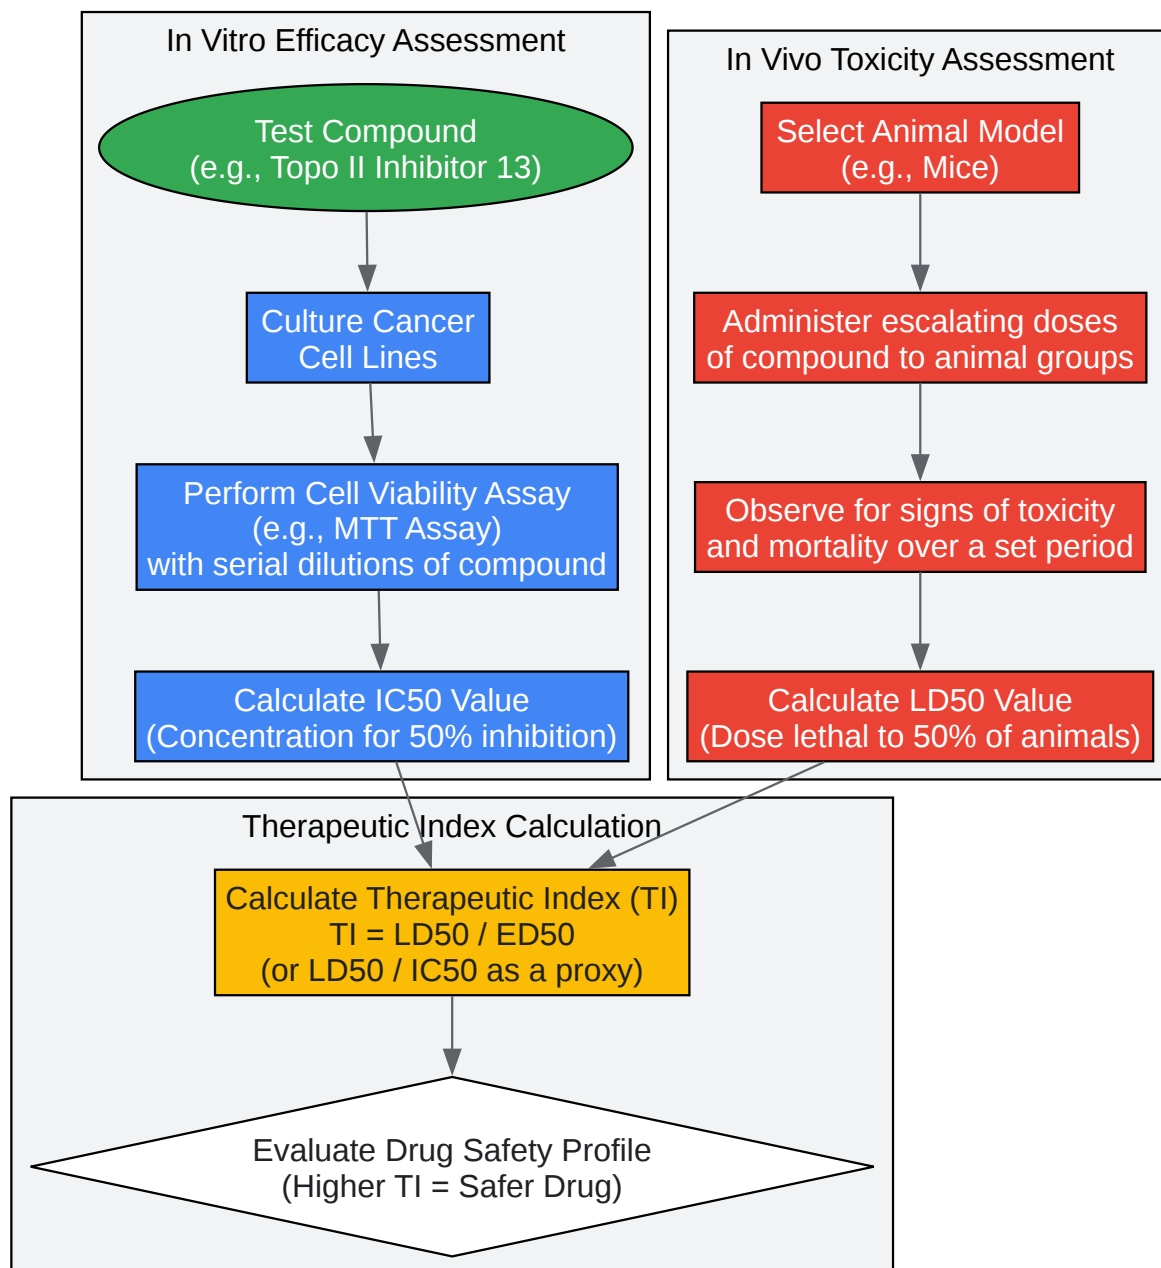 In Vitro Efficacy Assessment
Test Compound
(e.g., Topo II Inhibitor 13)
Culture Cancer
Cell Lines
Perform Cell Viability Assay
(e.g., MTT Assay)
with serial dilutions of compound
Calculate IC50 Value
(Concentration for 50% inhibition)
In Vivo Toxicity Assessment
Select Animal Model
(e.g., Mice)
Administer escalating doses
of compound to animal groups
Observe for signs of toxicity
and mortality over a set period
Calculate LD50 Value
(Dose lethal to 50% of animals)
Therapeutic Index Calculation
Calculate Therapeutic Index (TI)
TI = LD50 / ED50
(or LD50 / IC50 as a proxy)
Evaluate Drug Safety Profile
(Higher TI = Safer Drug)